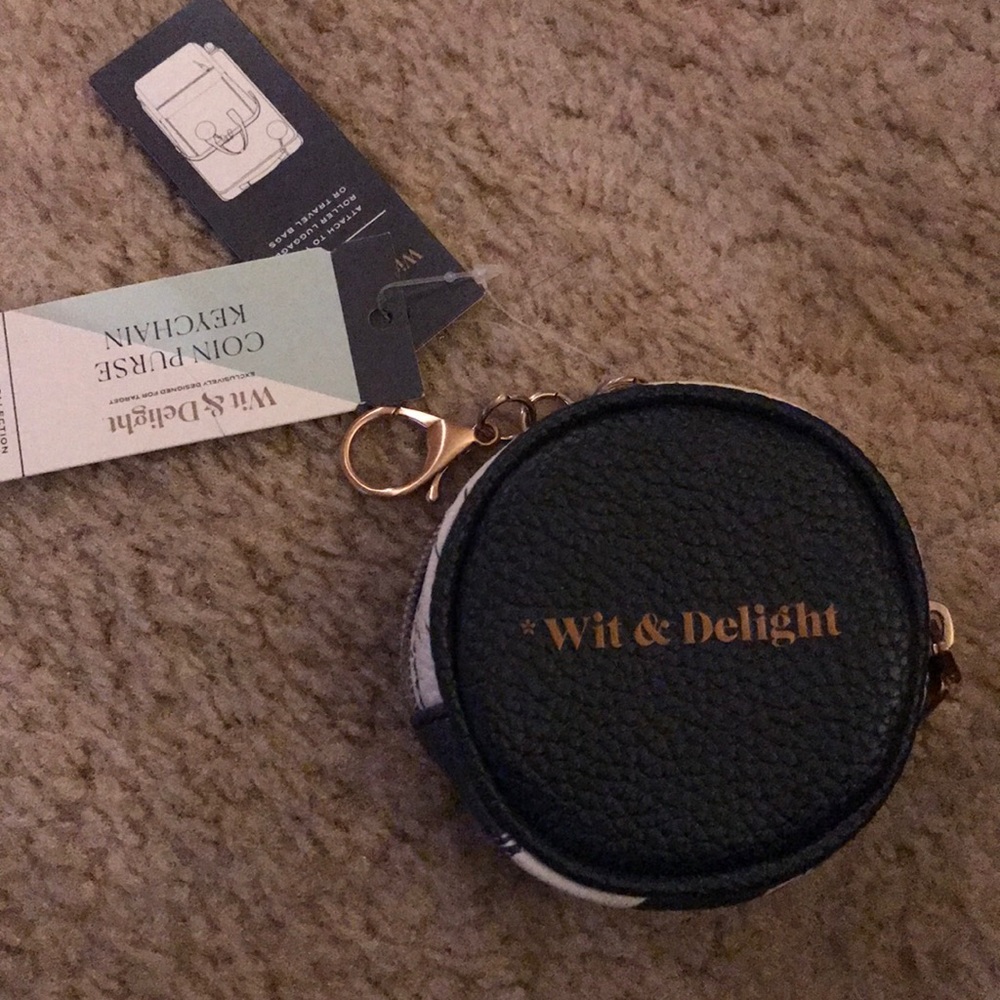 * Wit & Delight
Wit & Delight
EXCLUSIVELY DESIGNED FOR TARGET
COIN PURSE
KEYCHAIN
ATTACH TO
ROLLER LUGGAGE
OR TRAVEL BAGS